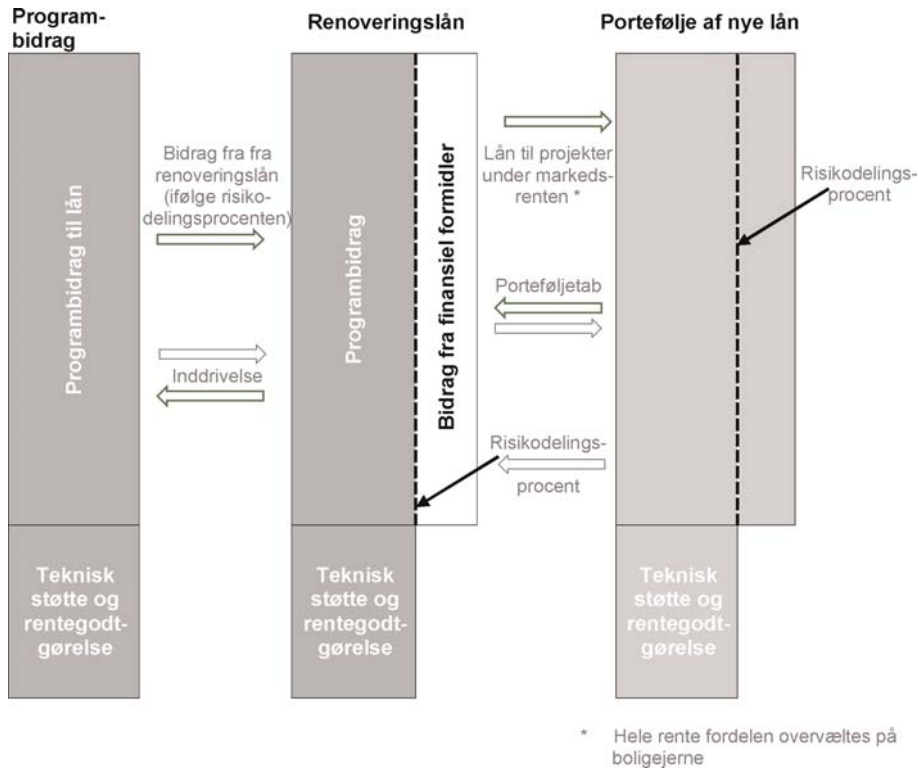 Program-
bidrag
Renoveringslån
Portefølje af nye lån
Programbidrag til lån
Bidrag fra fra
renoveringslån
(ifølge risiko-
delingsprocenten)
Inddrivelse
Programbidrag
Bidrag fra finansiel formidler
Lån til projekter
under markeds-
renten *
Porteføljetab
Risikodelings-
procent
Risikodelings-
procent
Teknisk
støtte og
rentegodt-
gørelse
Teknisk
støtte og
rentegodt-
gørelse
Teknisk
støtte og
rentegodt-
gørelse
* Hele rente fordelen overvæltes på
boligejerne